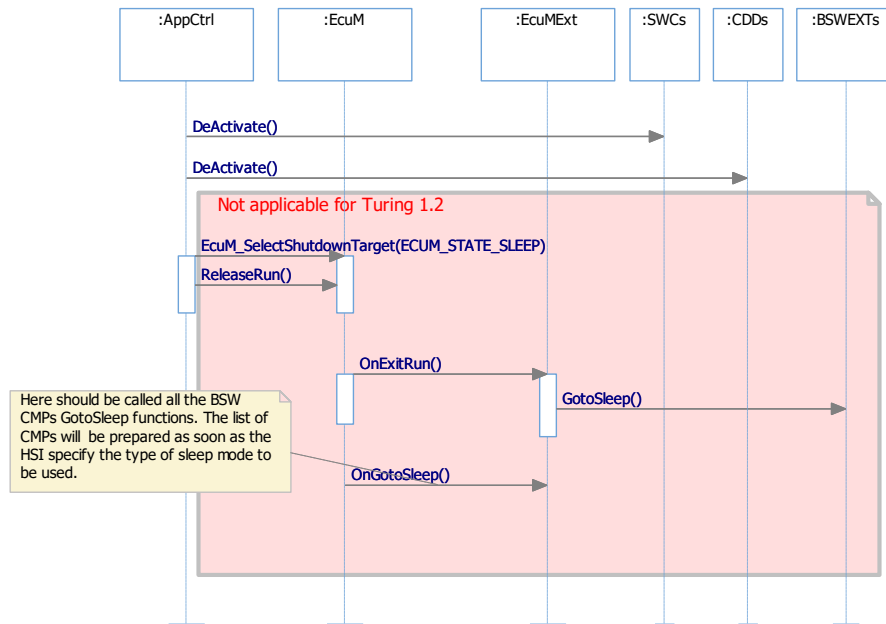 :AppCtrl
:EcuM
:EcuMExt
:SWCs
:CDDs
:BSWEXTs
DeActivate()
DeActivate()
Not applicable for Turing 1.2
EcuM_SelectShutdownTarget(ECUM_STATE_SLEEP)
ReleaseRun()
OnExitRun()
GotoSleep()
Here should be called all the BSW
CMPs GotoSleep functions. The list of
CMPs will be prepared as soon as the
HSI specify the type of sleep mode to
be used.
OnGotoSleep()